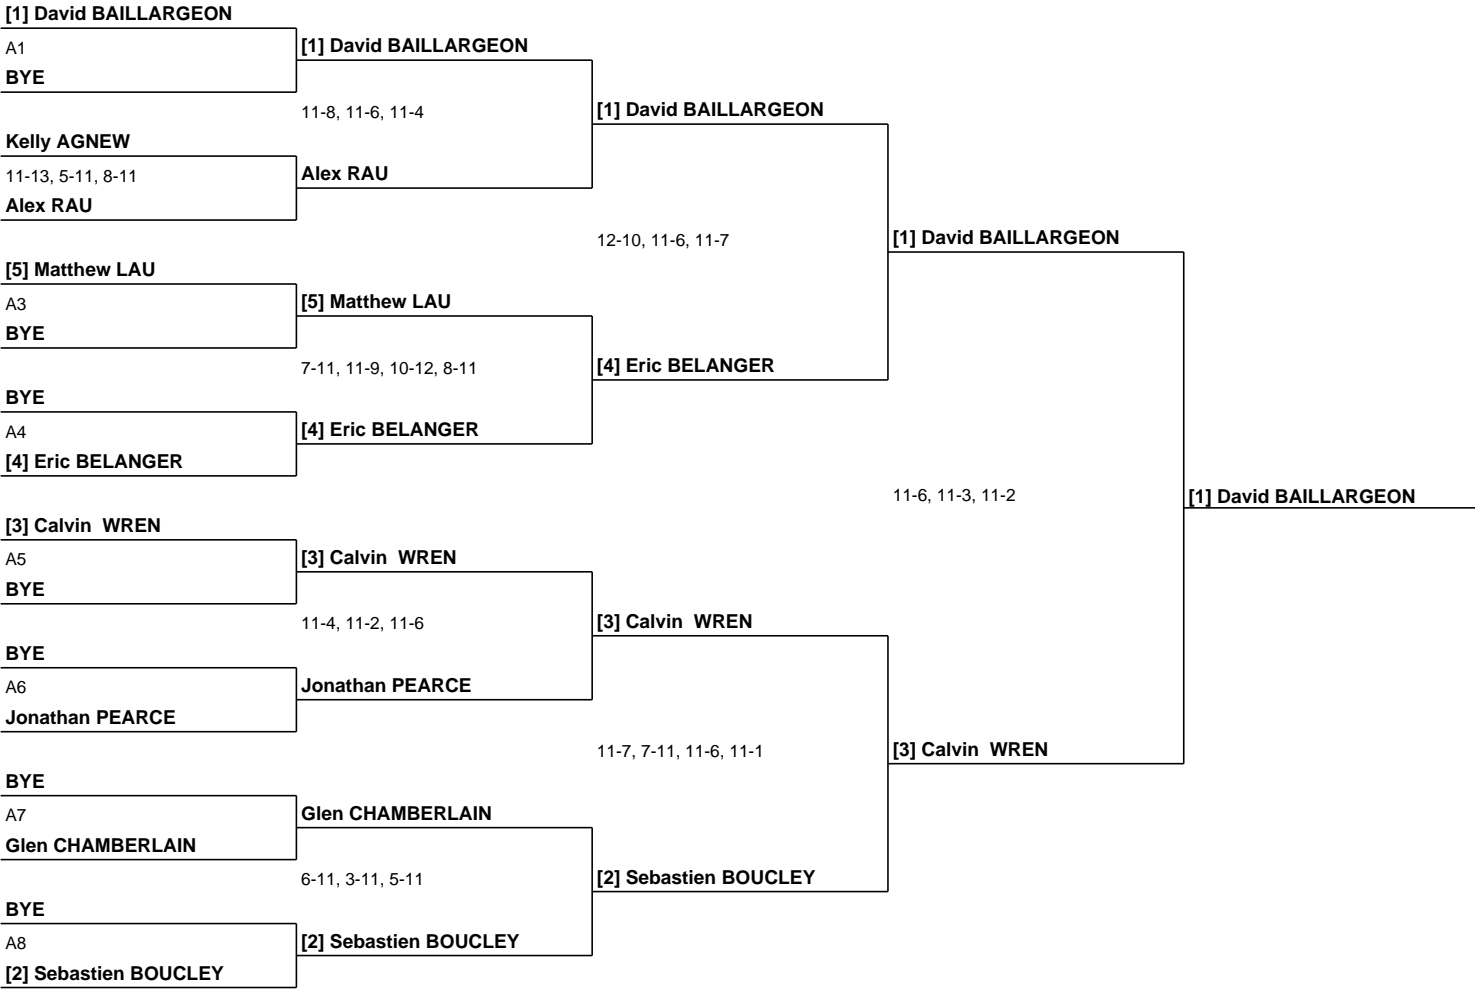 [1] David BAILLARGEON
A1
BYE
Kelly AGNEW
11-13, 5-11, 8-11
Alex RAU
[5] Matthew LAU
A3
BYE
BYE
A4
[4] Eric BELANGER
[3] Calvin  WREN
A5
BYE
BYE
A6
Jonathan PEARCE
BYE
A7
Glen CHAMBERLAIN
BYE
A8
[2] Sebastien BOUCLEY
[1] David BAILLARGEON
11-8, 11-6, 11-4
Alex RAU
[5] Matthew LAU
7-11, 11-9, 10-12, 8-11
[4] Eric BELANGER
[3] Calvin  WREN
11-4, 11-2, 11-6
Jonathan PEARCE
Glen CHAMBERLAIN
6-11, 3-11, 5-11
[2] Sebastien BOUCLEY
[1] David BAILLARGEON
12-10, 11-6, 11-7
[4] Eric BELANGER
[3] Calvin  WREN
11-7, 7-11, 11-6, 11-1
[2] Sebastien BOUCLEY
[1] David BAILLARGEON
11-6, 11-3, 11-2
[3] Calvin  WREN
[1] David BAILLARGEON